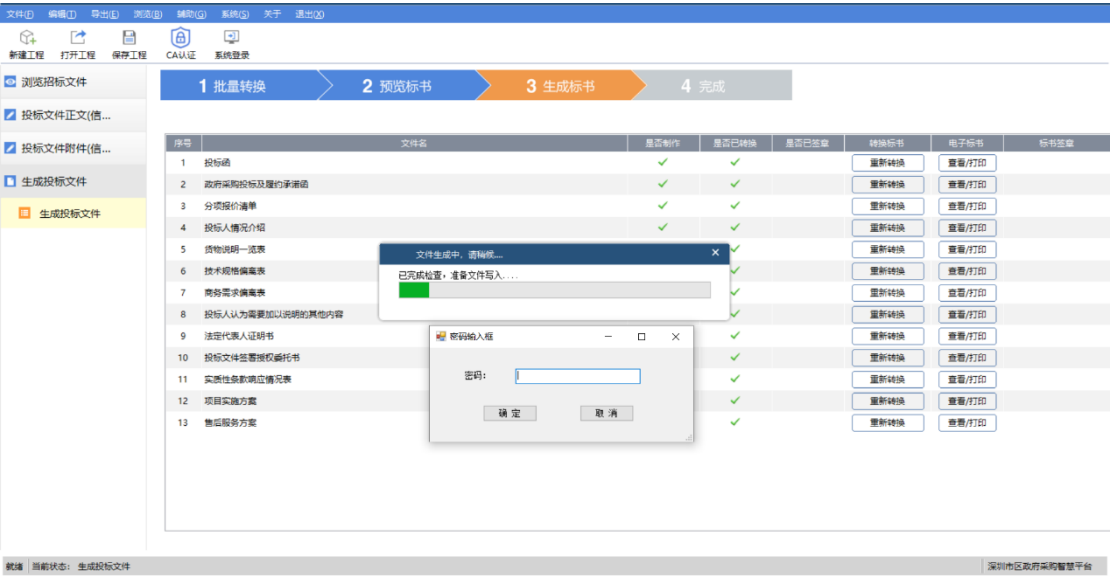 文件(F) 编辑(I) 导出(E) 浏览(B) 辅助(G) 系统(S) 关于 退出(X)
新建工程 打开工程 保存工程 CA认证 系统登录
浏览招标文件
投标文件正文(信...
投标文件附件(信...
生成投标文件
生成投标文件
1 批量转换 2 预览标书 3 生成标书 4 完成
序号 文件名 是否制作 是否已转换 是否已签章 转换标书 电子标书 标书签章
1 投标函 重新转换 查看/打印
2 政府采购投标及履约承诺函 重新转换 查看/打印
3 分项报价清单 重新转换 查看/打印
4 投标人情况介绍 重新转换 查看/打印
5 货物说明一览表 重新转换 查看/打印
6 技术规格偏离表 重新转换 查看/打印
7 商务需求偏离表 重新转换 查看/打印
8 投标人认为需要加以说明的其他内容 重新转换 查看/打印
9 法定代表人证明书 重新转换 查看/打印
10 投标文件签署授权委托书 重新转换 查看/打印
11 实质性条款响应情况表 重新转换 查看/打印
12 项目实施方案 重新转换 查看/打印
13 售后服务方案 重新转换 查看/打印
文件生成中，请稍候....
已完成检查，准备文件写入....
密码输入框
密码：
确定 取消
就绪 当前状态： 生成投标文件 深圳市区政府采购智慧平台